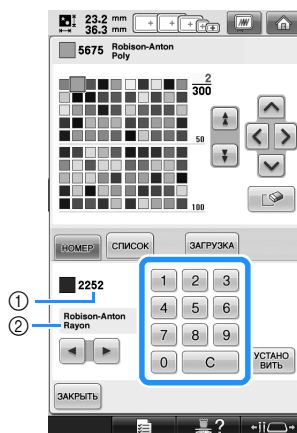 23.2 mm
36.3 mm
5675 Robison-Anton
Poly
2
300
50
100
НОМЕР СПИСОК ЗАГРУЗКА
1 2252
2 Robison-Anton
Rayon
1 2 3
4 5 6
7 8 9
0 C
УСТАНО
ВИТЬ
ЗАКРЫТЬ
?